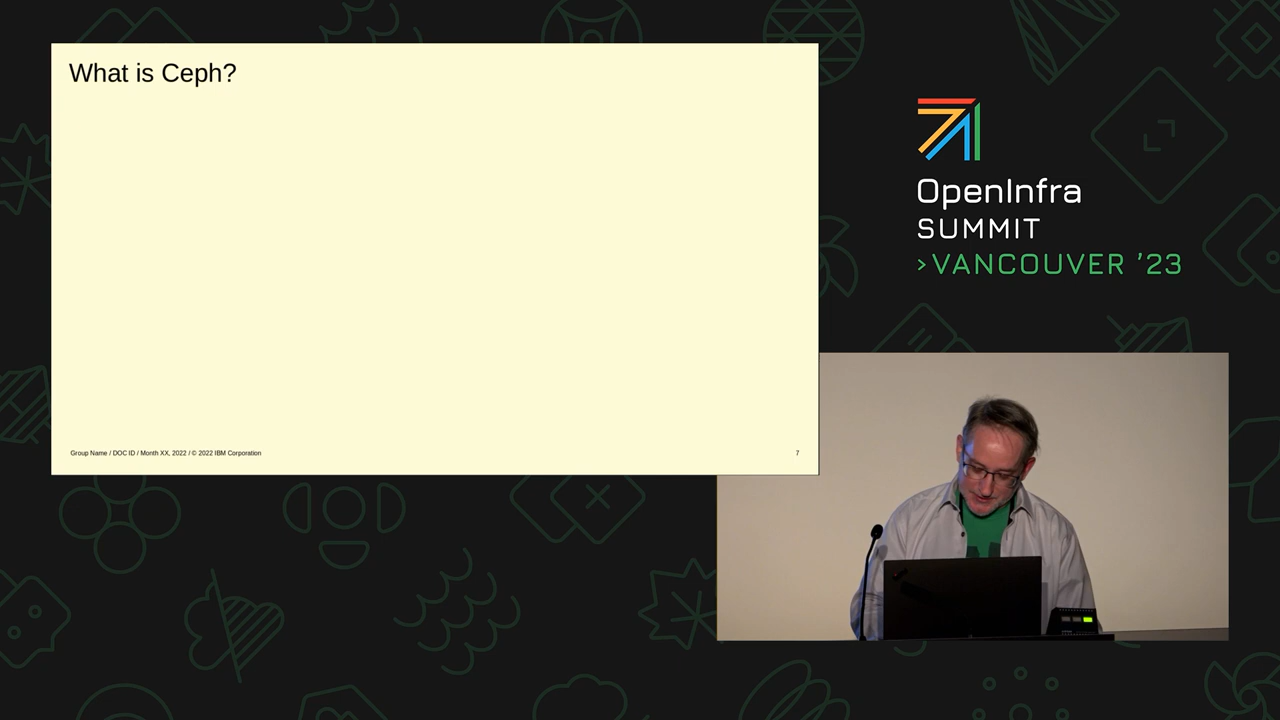 What is Ceph?
Group Name / DOC ID / Month XX, 2022 / © 2022 IBM Corporation
7
OpenInfra
SUMMIT
>VANCOUVER ’23